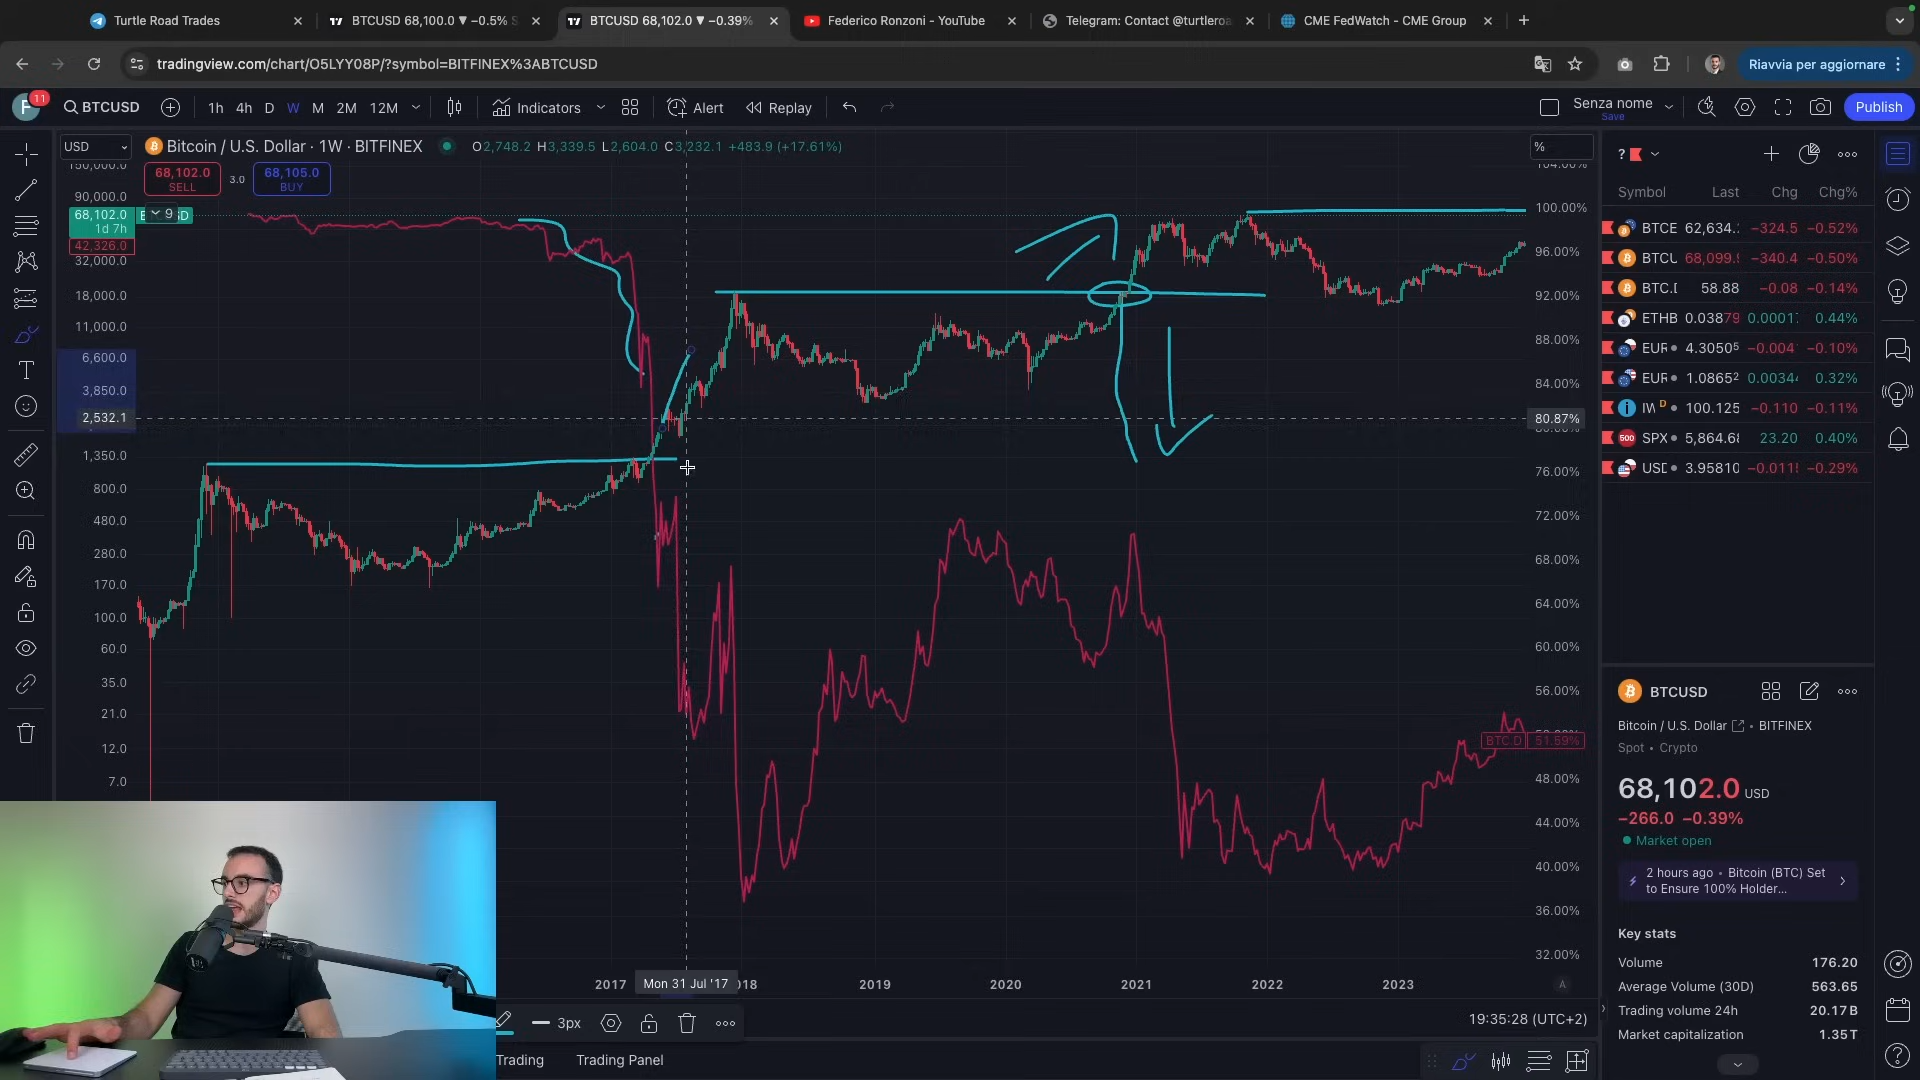 Turtle Road Trades
BTCUSD 68,100.0 ▼ −0.5%
BTCUSD 68,102.0 ▼ −0.39%
Federico Ronzoni - YouTube
Telegram: Contact @turtleroa
CME FedWatch - CME Group
tradingview.com/chart/O5LYY08P/?symbol=BITFINEX%3ABTCUSD
Riavvia per aggiornare
F 11
BTCUSD
1h 4h D W M 2M 12M
Indicators
Alert
Replay
Senza nome
Save
Publish
USD
Bitcoin / U.S. Dollar · 1W · BITFINEX
O2,748.2 H3,339.5 L2,604.0 C3,232.1 +483.9 (+17.61%)
68,102.0
SELL
3.0
68,105.0
BUY
%
150,000.0
90,000.0
68,102.0
1d 7h
9
42,326.0
32,000.0
18,000.0
11,000.0
6,600.0
3,850.0
2,532.1
1,350.0
800.0
480.0
280.0
170.0
100.0
60.0
35.0
21.0
12.0
7.0
104.00%
100.00%
96.00%
92.00%
88.00%
84.00%
80.87%
76.00%
72.00%
68.00%
64.00%
60.00%
56.00%
BTC.D 51.59%
48.00%
44.00%
40.00%
36.00%
32.00%
2017
Mon 31 Jul '17
018
2019
2020
2021
2022
2023
A
3px
19:35:28 (UTC+2)
Trading
Trading Panel
?
Symbol Last Chg Chg%
BTCE 62,634. −324.5 −0.52%
BTCU 68,099. −340.4 −0.50%
BTC.D 58.88 −0.08 −0.14%
ETHB 0.03879 0.0001 0.44%
EUR 4.30505 −0.004 −0.10%
EUR 1.08652 0.00344 0.32%
IW D 100.125 −0.110 −0.11%
500 SPX 5,864.6 23.20 0.40%
USD 3.95810 −0.011 −0.29%
BTCUSD
Bitcoin / U.S. Dollar • BITFINEX
Spot • Crypto
68,102.0 USD
−266.0 −0.39%
Market open
2 hours ago • Bitcoin (BTC) Set
to Ensure 100% Holder...
Key stats
Volume 176.20
Average Volume (30D) 563.65
Trading volume 24h 20.17 B
Market capitalization 1.35 T